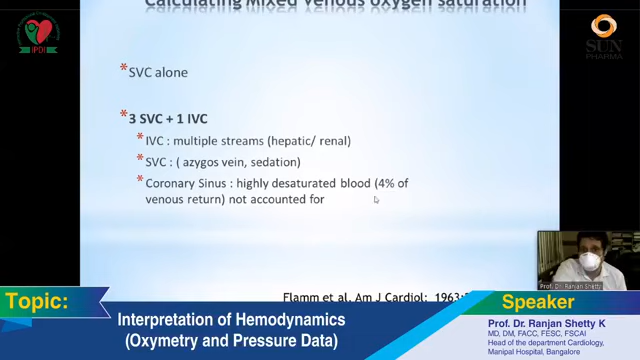 Calculating Mixed Venous oxygen saturation
* SVC alone
* 3 SVC + 1 IVC
* IVC : multiple streams (hepatic/ renal)
* SVC : ( azygos vein, sedation)
* Coronary Sinus : highly desaturated blood (4% of
venous return) not accounted for
Flamm et al. Am J Cardiol: 1963:
IPDI
SUN
PHARMA
Prof. Dr. Ranjan Shetty
Topic:
Interpretation of Hemodynamics
(Oxymetry and Pressure Data)
Speaker
Prof. Dr. Ranjan Shetty K
MD, DM, FACC, FESC, FSCAI
Head of the department Cardiology,
Manipal Hospital, Bangalore